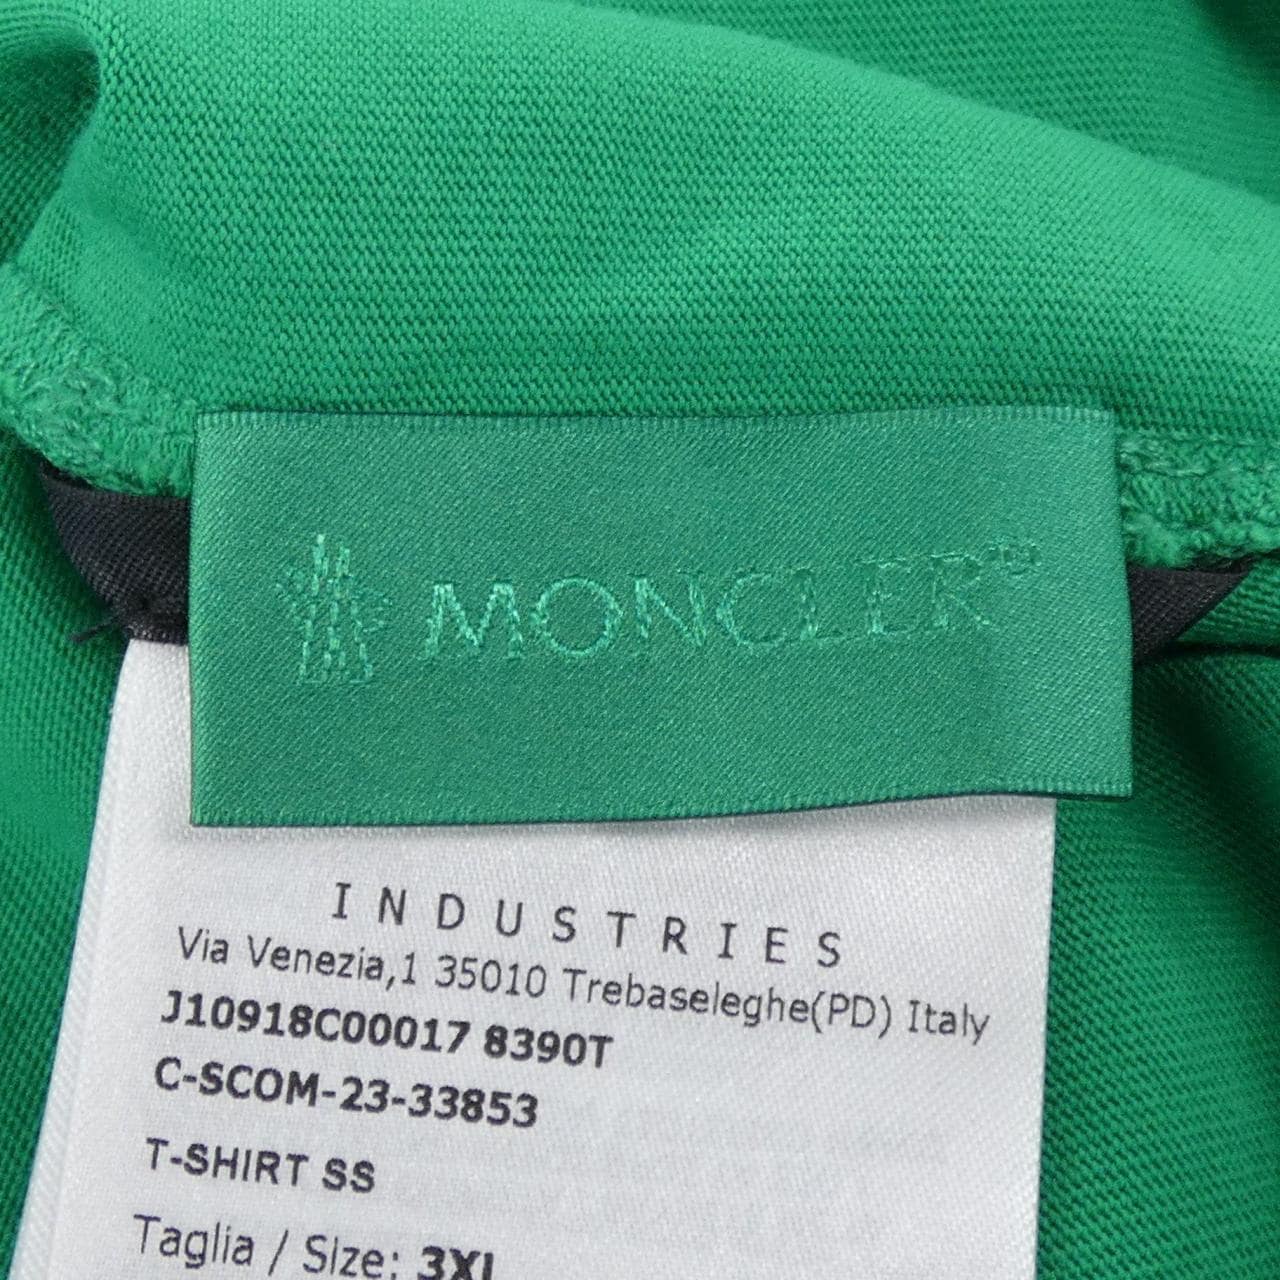 MONCLER
INDUSTRIES
Via Venezia,1 35010 Trebaseleghe(PD) Italy
J10918C00017 8390T
C-SCOM-23-33853
T-SHIRT SS
Taglia / Size: 3XL